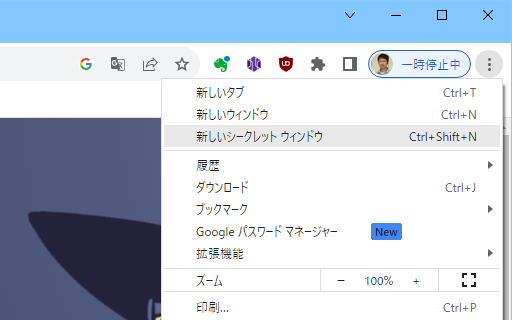 一時停止中
新しいタブ Ctrl+T
新しいウィンドウ Ctrl+N
新しいシークレット ウィンドウ Ctrl+Shift+N
履歴
ダウンロード Ctrl+J
ブックマーク
Google パスワード マネージャー New
拡張機能
ズーム − 100% +
印刷... Ctrl+P